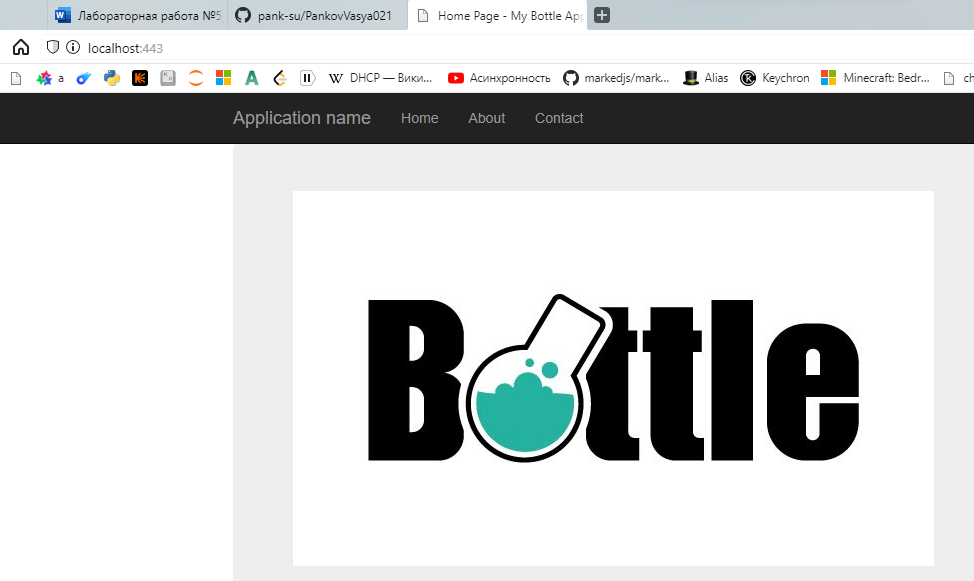 Лабораторная работа №5
pank-su/PankovVasya021
Home Page - My Bottle Ap
localhost:443
a
DHCP — Вики...
Асинхронность
markedjs/mark...
Alias
Keychron
Minecraft: Bedr...
ch
Application name
Home
About
Contact
Bottle